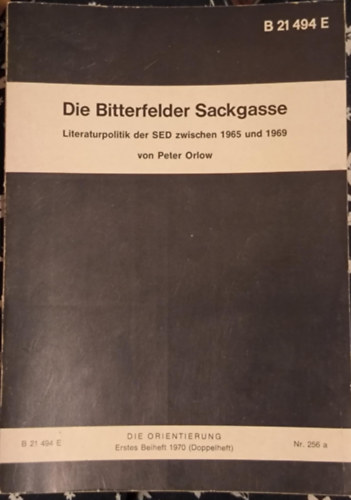 B 21 494 E
Die Bitterfelder Sackgasse
Literaturpolitik der SED zwischen 1965 und 1969
von Peter Orlow
DIE ORIENTIERUNG
B 21 494 E Erstes Beiheft 1970 (Doppelheft) Nr. 256 a